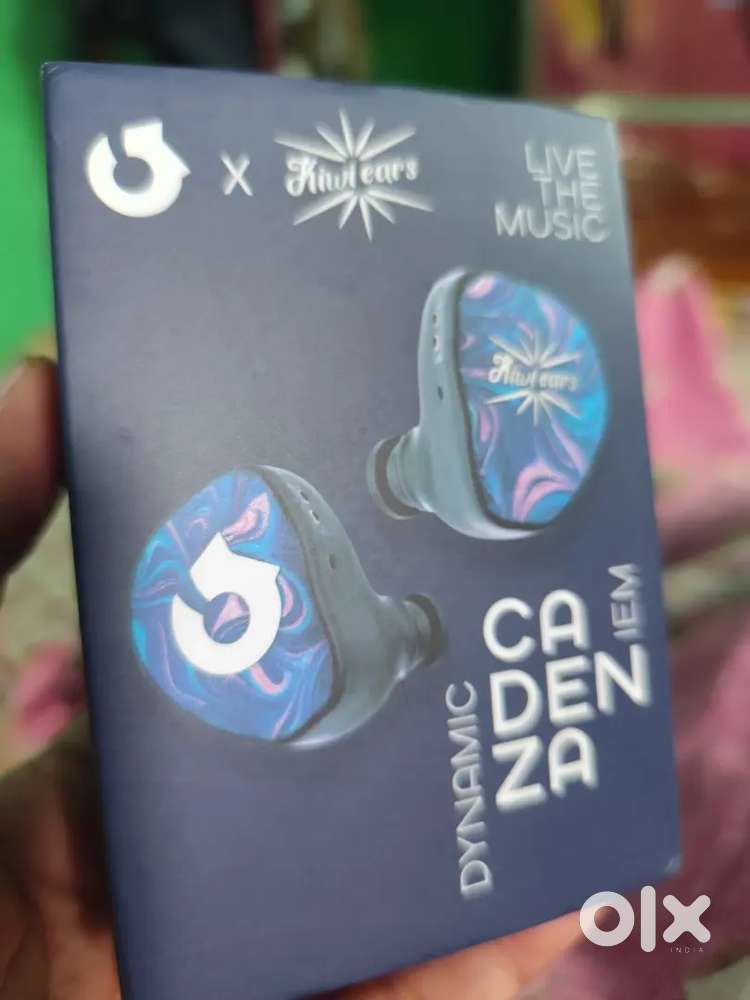 X
Kiwi ears
LIVE
THE
MUSIC
Kiwi ears
DYNAMIC
CA
DEN
ZA
IEM
olx
INDIA